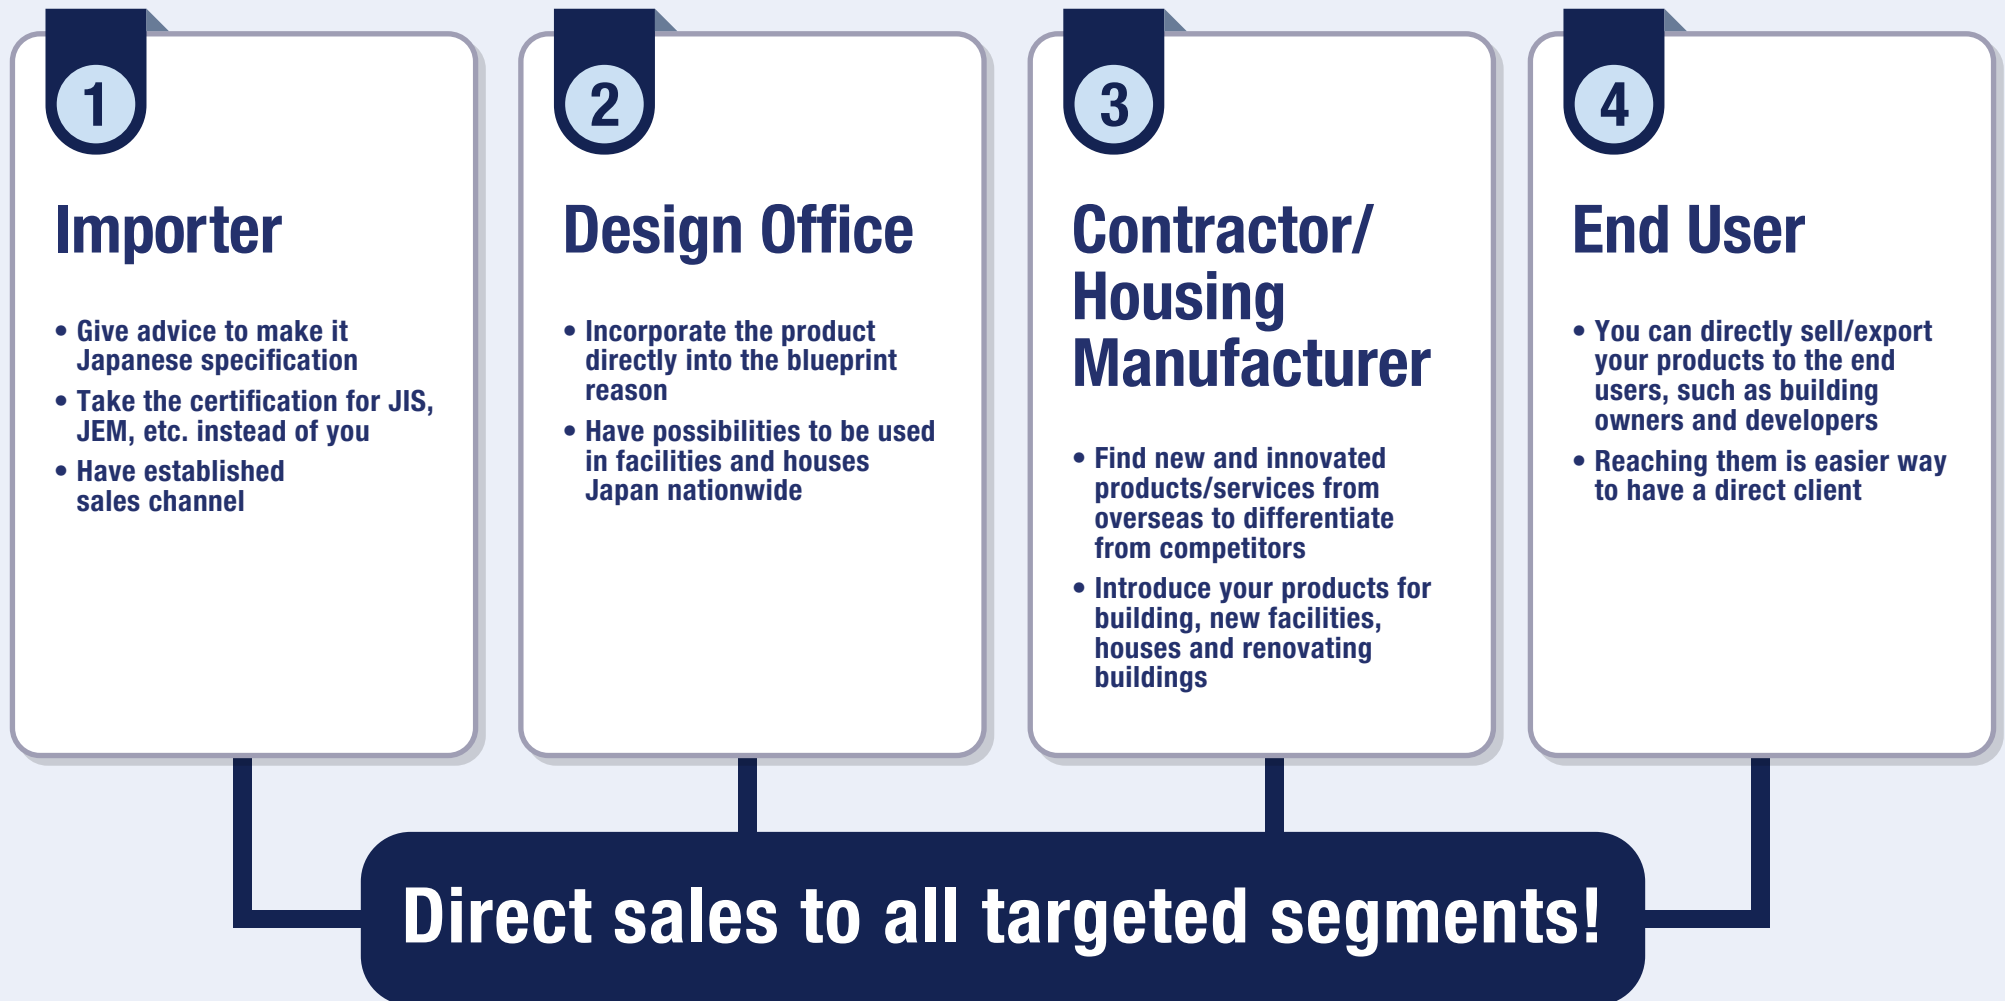 1
Importer
• Give advice to make it
Japanese specification
• Take the certification for JIS,
JEM, etc. instead of you
• Have established
sales channel
2
Design Office
• Incorporate the product
directly into the blueprint
reason
• Have possibilities to be used
in facilities and houses
Japan nationwide
3
Contractor/
Housing
Manufacturer
• Find new and innovated
products/services from
overseas to differentiate
from competitors
• Introduce your products for
building, new facilities,
houses and renovating
buildings
4
End User
• You can directly sell/export
your products to the end
users, such as building
owners and developers
• Reaching them is easier way
to have a direct client
Direct sales to all targeted segments!